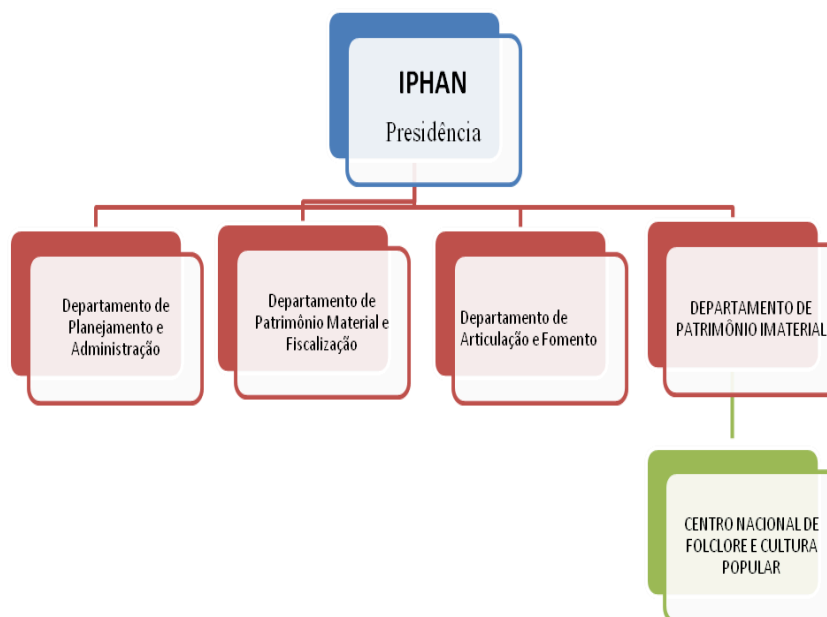 IPHAN
Presidência
Departamento de
Planejamento e
Administração
Departamento de
Patrimônio Material e
Fiscalização
Departamento de
Articulação e Fomento
DEPARTAMENTO DE
PATRIMÔNIO IMATERIAL
CENTRO NACIONAL DE
FOLCLORE E CULTURA
POPULAR